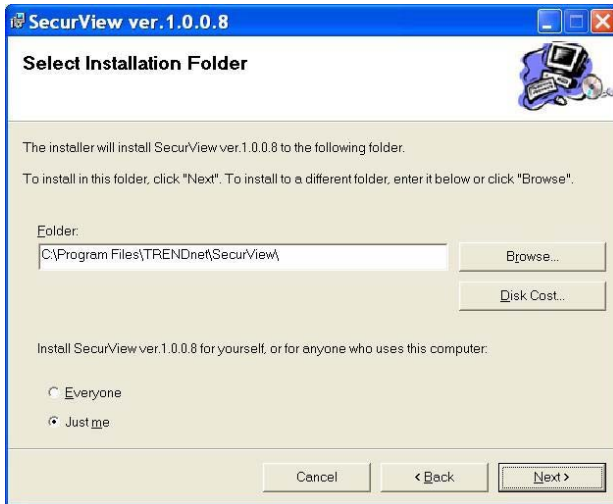 SecurView ver.1.0.0.8
Select Installation Folder
The installer will install SecurView ver.1.0.0.8 to the following folder.
To install in this folder, click "Next". To install to a different folder, enter it below or click "Browse".
Folder:
C:\Program Files\TRENDnet\SecurView\
Browse...
Disk Cost...
Install SecurView ver.1.0.0.8 for yourself, or for anyone who uses this computer:
Everyone
Just me
Cancel
< Back
Next >